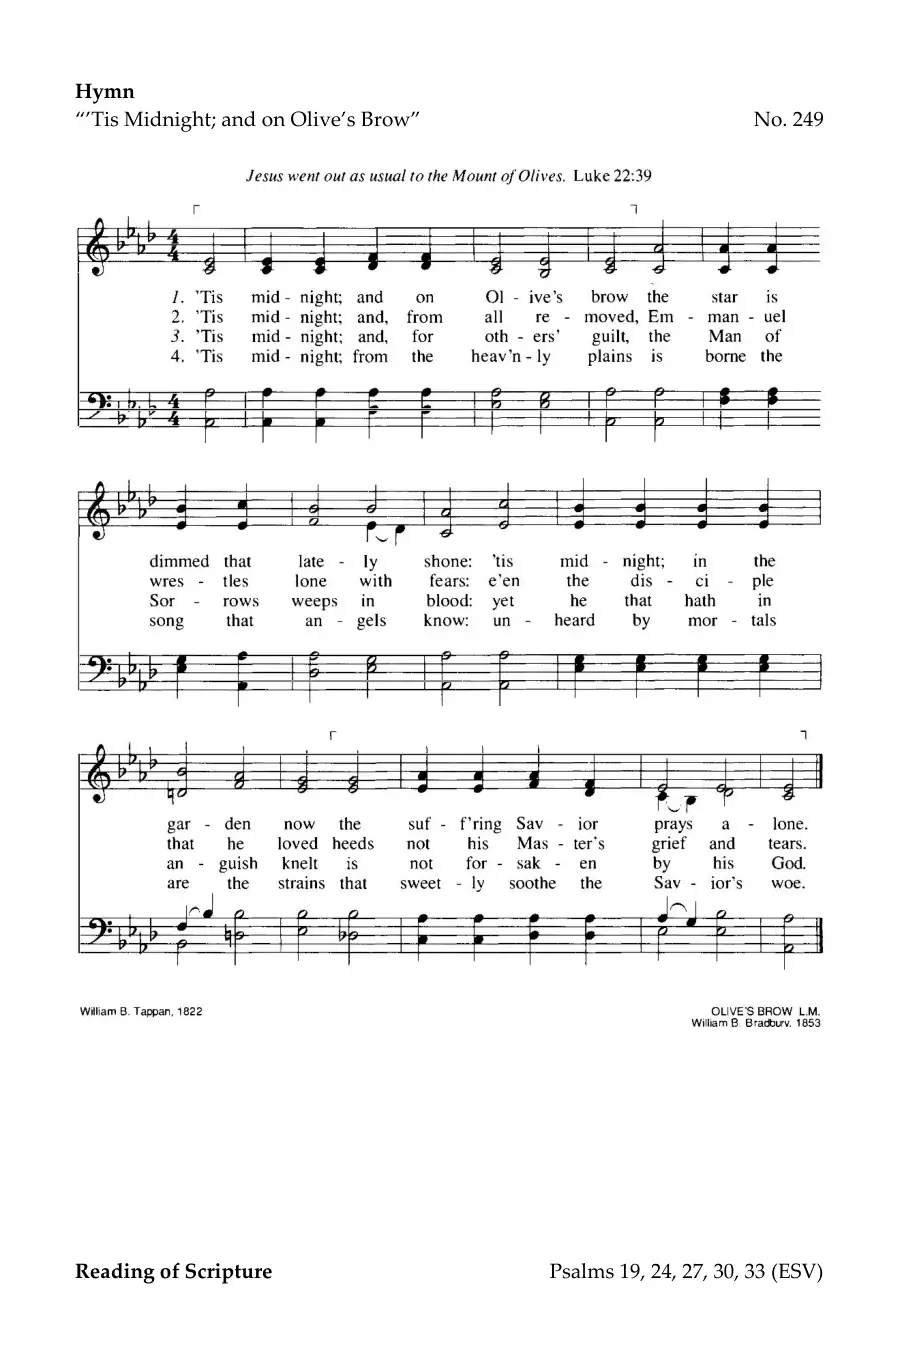 Hymn
“’Tis Midnight; and on Olive’s Brow” No. 249
Jesus went out as usual to the Mount of Olives. Luke 22:39
1. ’Tis mid - night; and on Ol - ive’s brow the star is
2. ’Tis mid - night; and, from all re - moved, Em - man - uel
3. ’Tis mid - night; and, for oth - ers’ guilt, the Man of
4. ’Tis mid - night; from the heav’n - ly plains is borne the
dimmed that late - ly shone: ’tis mid - night; in the
wres - tles lone with fears: e’en the dis - ci - ple
Sor - rows weeps in blood: yet he that hath in
song that an - gels know: un - heard by mor - tals
gar - den now the suf - f’ring Sav - ior prays a - lone.
that he loved heeds not his Mas - ter’s grief and tears.
an - guish knelt is not for - sak - en by his God.
are the strains that sweet - ly soothe the Sav - ior’s woe.
William B. Tappan, 1822 OLIVE’S BROW L.M.
William B. Bradbury, 1853
Reading of Scripture Psalms 19, 24, 27, 30, 33 (ESV)